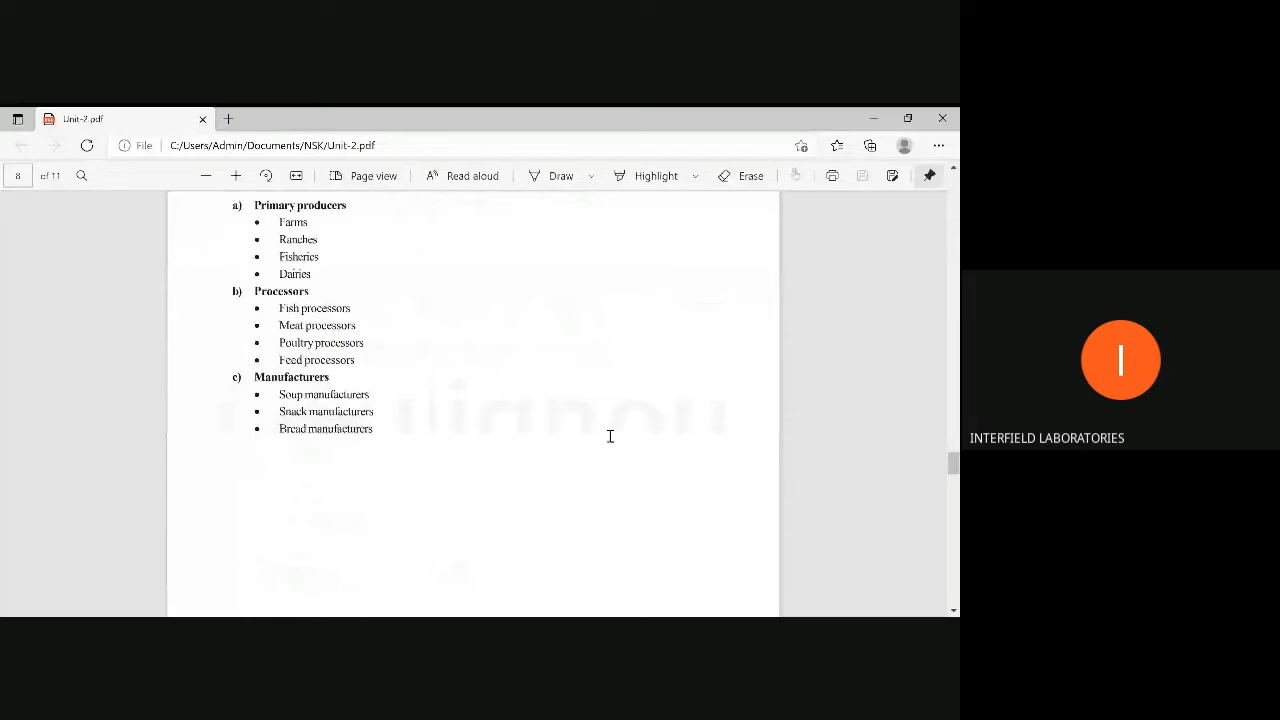 Unit-2.pdf
File
C:/Users/Admin/Documents/NSK/Unit-2.pdf
8 of 11
Page view
Read aloud
Draw
Highlight
Erase
a) Primary producers
• Farms
• Ranches
• Fisheries
• Dairies
b) Processors
• Fish processors
• Meat processors
• Poultry processors
• Feed processors
c) Manufacturers
• Soup manufacturers
• Snack manufacturers
• Bread manufacturers
I
INTERFIELD LABORATORIES